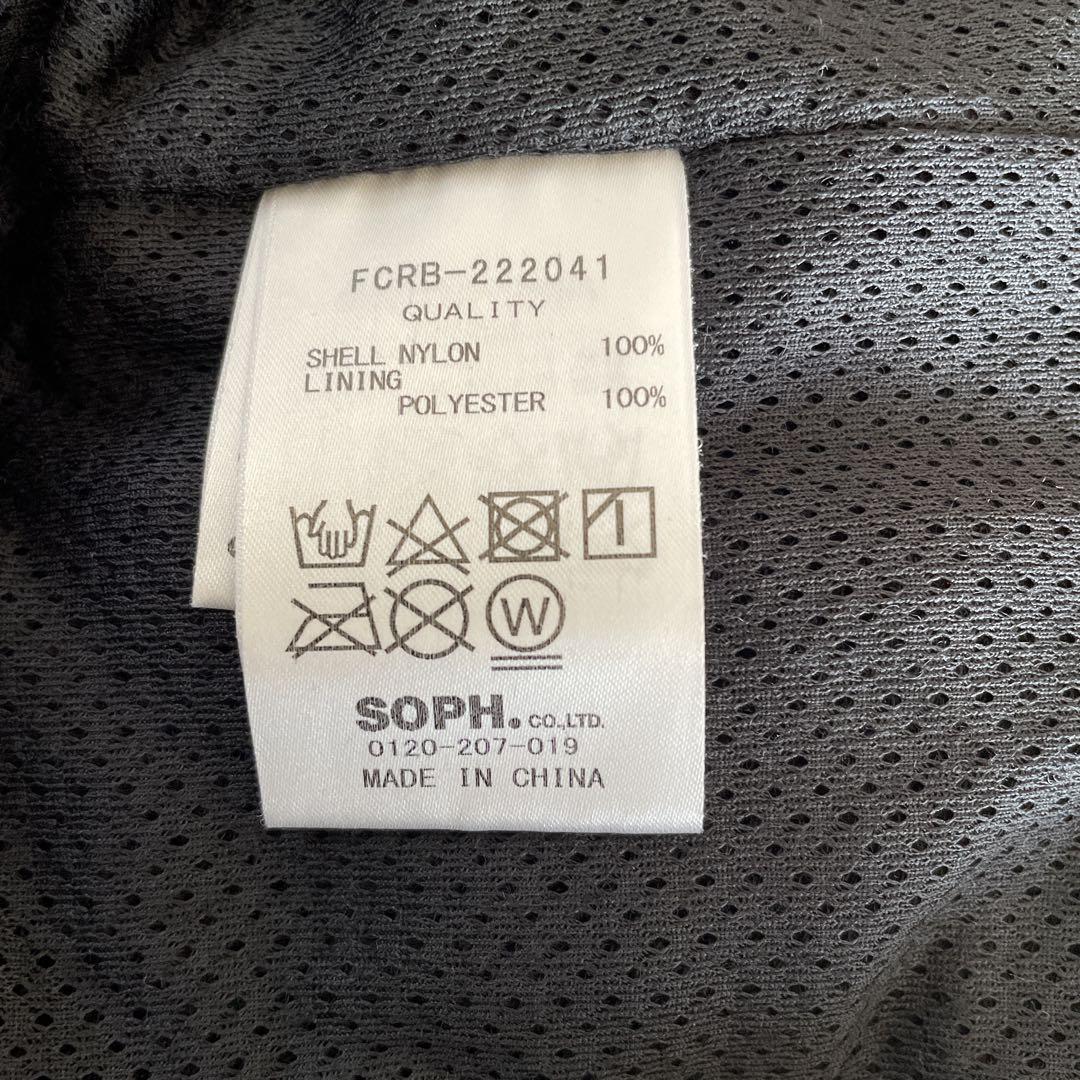 FCRB-222041
QUALITY
SHELL NYLON 100%
LINING
POLYESTER 100%
W
SOPH. CO.,LTD.
0120-207-019
MADE IN CHINA